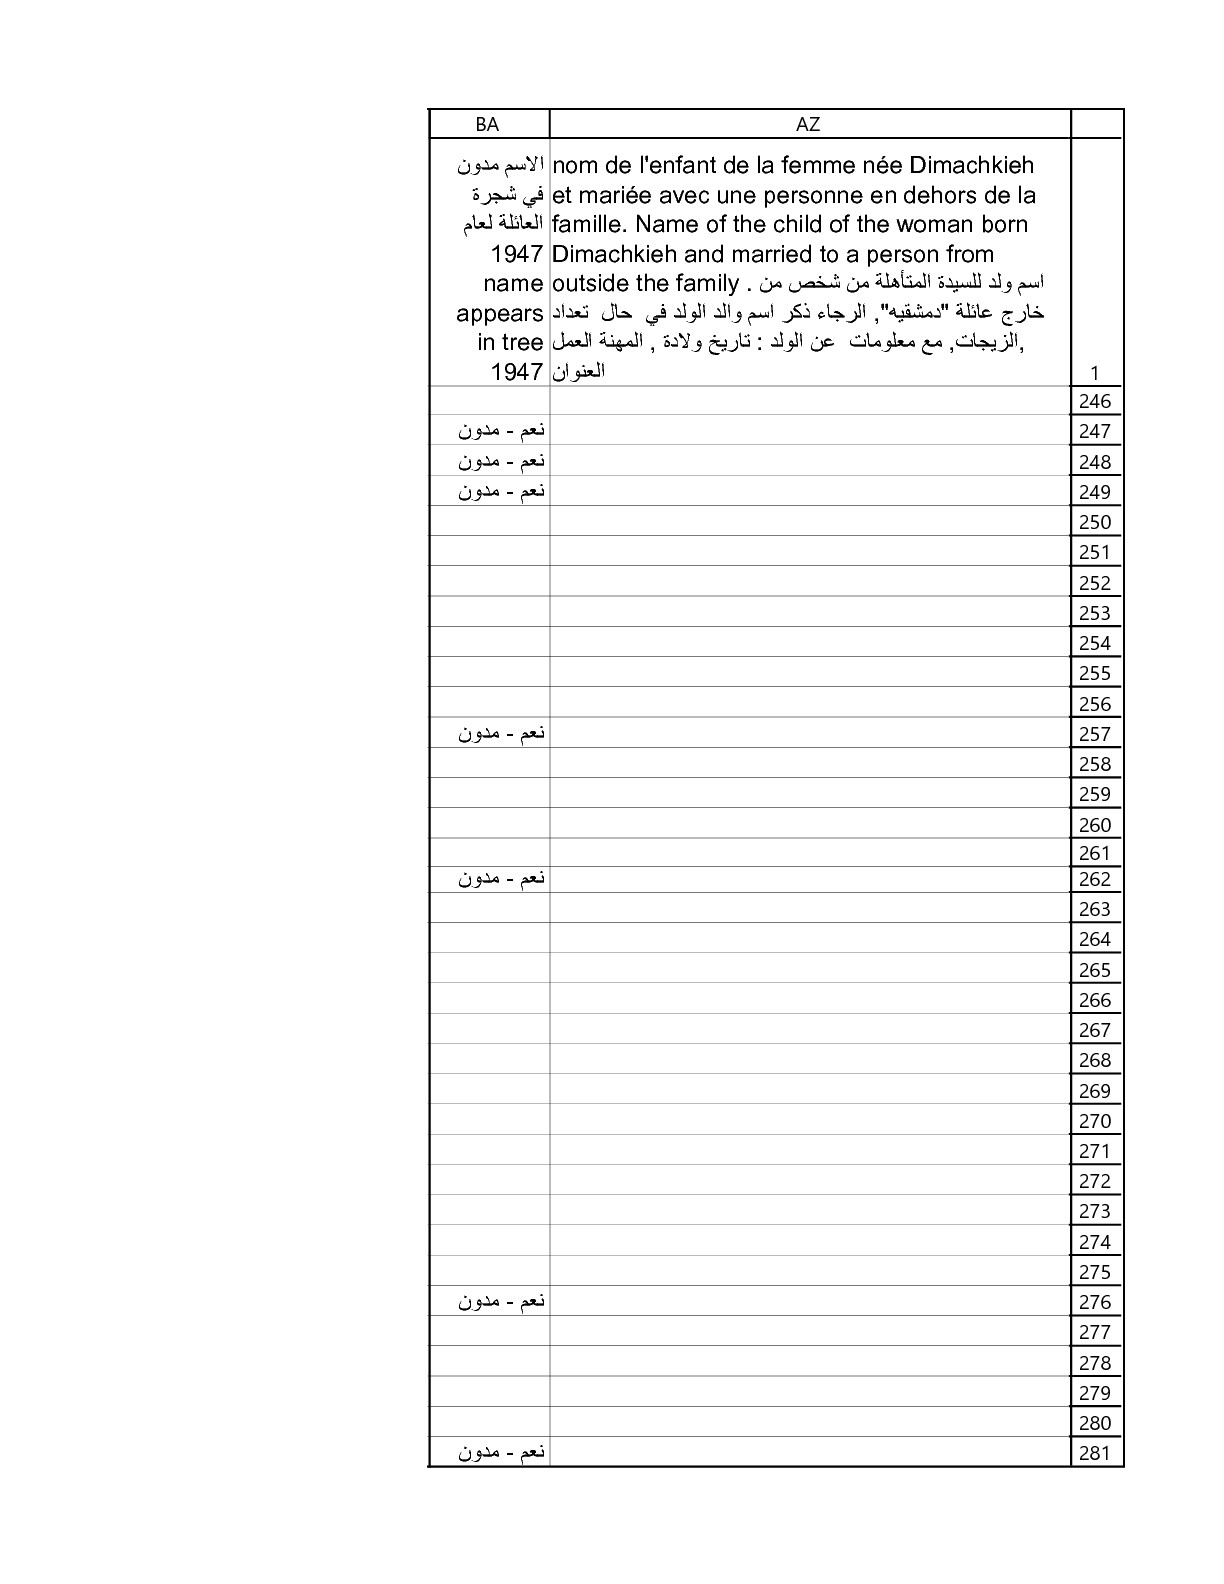 BA AZ
الاسم مدون
في شجرة
العائلة لعام
1947
name
appears
in tree
1947
nom de l'enfant de la femme née Dimachkieh
et mariée avec une personne en dehors de la
famille. Name of the child of the woman born
Dimachkieh and married to a person from
outside the family . اسم ولد للسيدة المتأهلة من شخص من
خارج عائلة "دمشقيه", الرجاء ذكر اسم والد الولد في حال تعداد
الزيجات, مع معلومات عن الولد : تاريخ ولادة , المهنة العمل,
العنوان
1
246
نعم - مدون 247
نعم - مدون 248
نعم - مدون 249
250
251
252
253
254
255
256
نعم - مدون 257
258
259
260
261
نعم - مدون 262
263
264
265
266
267
268
269
270
271
272
273
274
275
نعم - مدون 276
277
278
279
280
نعم - مدون 281